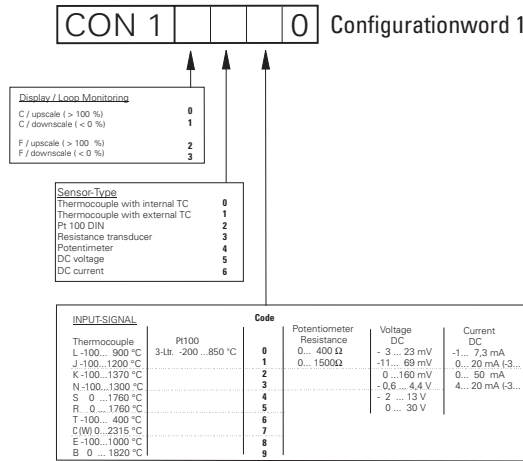 CON 1 0 Configurationword 1
Display / Loop Monitoring
C / upscale ( > 100 %) 0
C / downscale ( < 0 %) 1
F / upscale ( > 100 %) 2
F / downscale ( < 0 %) 3
Sensor-Type
Thermocouple with internal TC 0
Thermocouple with external TC 1
Pt 100 DIN 2
Resistance transducer 3
Potentimeter 4
DC voltage 5
DC current 6
INPUT-SIGNAL Code
Thermocouple Pt100 Potentiometer Resistance Voltage DC Current DC
L -100... 900 °C 3-Ltr. -200 ...850 °C 0 0... 400 Ω - 3 ... 23 mV -1... 7,3 mA
J -100...1200 °C 1 0... 1500Ω -11... 69 mV 0... 20 mA (-3...
K -100...1370 °C 2 0 ...160 mV 0... 50 mA
N -100...1300 °C 3 - 0,6 ... 4,4 V 4... 20 mA (-3...
S 0 ...1760 °C 4 - 2 ... 13 V
R 0 ... 1760 °C 5 0 ... 30 V
T -100... 400 °C 6
C (W) 0...2315 °C 7
E -100...1000 °C 8
B 0 ... 1820 °C 9